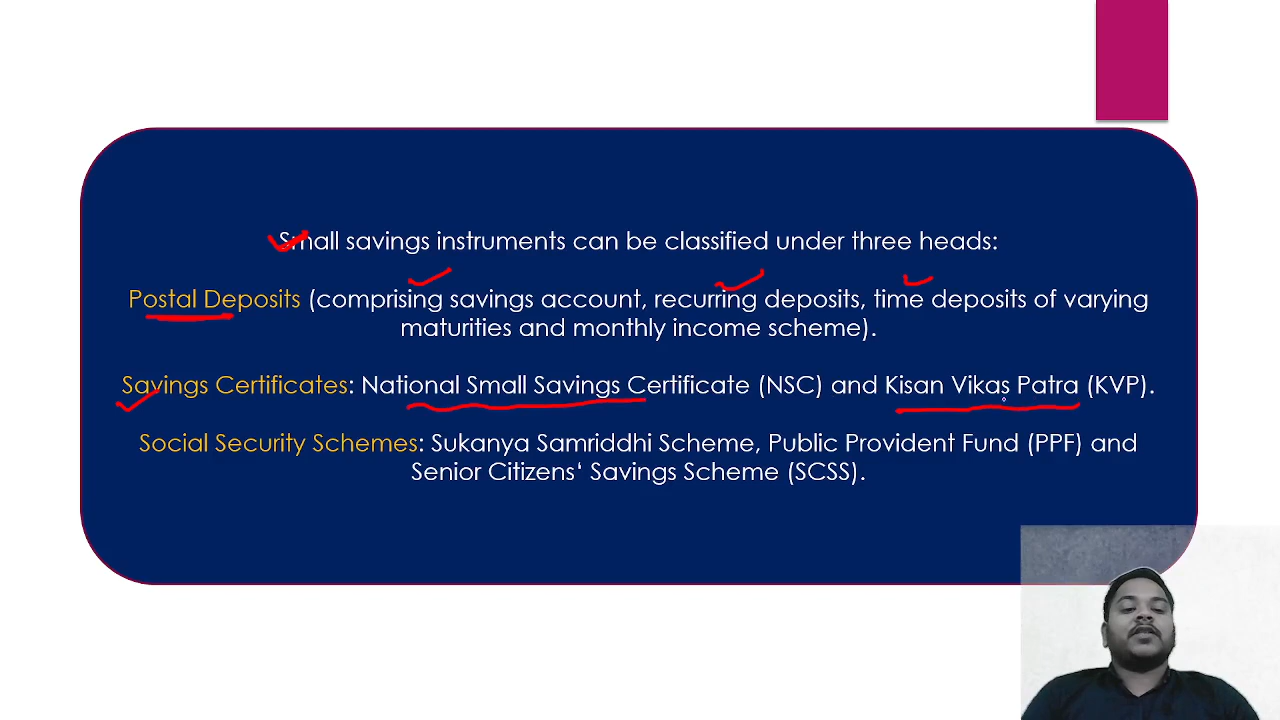 Small savings instruments can be classified under three heads:
Postal Deposits (comprising savings account, recurring deposits, time deposits of varying
maturities and monthly income scheme).
Savings Certificates: National Small Savings Certificate (NSC) and Kisan Vikas Patra (KVP).
Social Security Schemes: Sukanya Samriddhi Scheme, Public Provident Fund (PPF) and
Senior Citizens‘ Savings Scheme (SCSS).